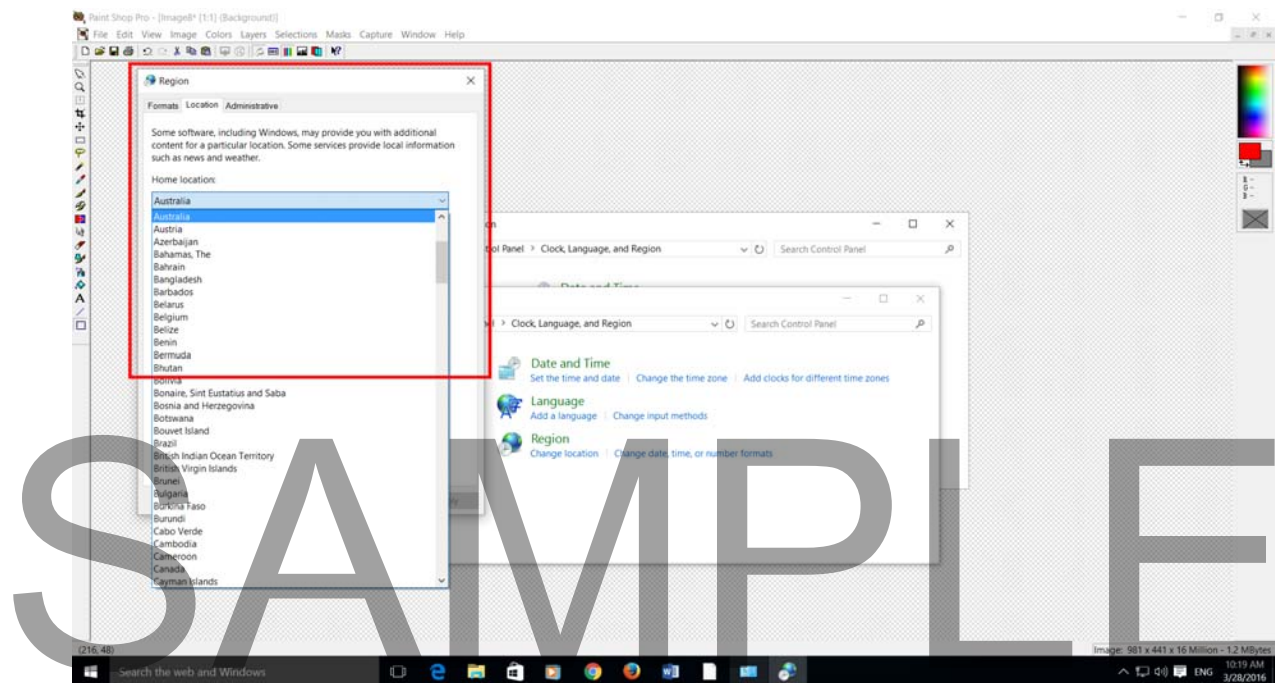 Paint Shop Pro - [Image8* [1:1] (Background)]
File Edit View Image Colors Layers Selections Masks Capture Window Help
Region
Formats Location Administrative
Some software, including Windows, may provide you with additional
content for a particular location. Some services provide local information
such as news and weather.
Home location:
Australia
Australia
Austria
Azerbaijan
Bahamas, The
Bahrain
Bangladesh
Barbados
Belarus
Belgium
Belize
Benin
Bermuda
Bhutan
Bolivia
Bonaire, Sint Eustatius and Saba
Bosnia and Herzegovina
Botswana
Bouvet Island
Brazil
British Indian Ocean Territory
British Virgin Islands
Brunei
Bulgaria
Burkina Faso
Burundi
Cabo Verde
Cambodia
Cameroon
Canada
Cayman Islands
Panel > Clock, Language, and Region
Search Control Panel
Date and Time
> Clock, Language, and Region
Search Control Panel
Date and Time
Set the time and date Change the time zone Add clocks for different time zones
Language
Add a language Change input methods
Region
Change location Change date, time, or number formats
R -
G -
B -
SAMPLE
(216, 48)
Image: 981 x 441 x 16 Million - 1.2 MBytes
Search the web and Windows
ENG
10:19 AM
3/28/2016